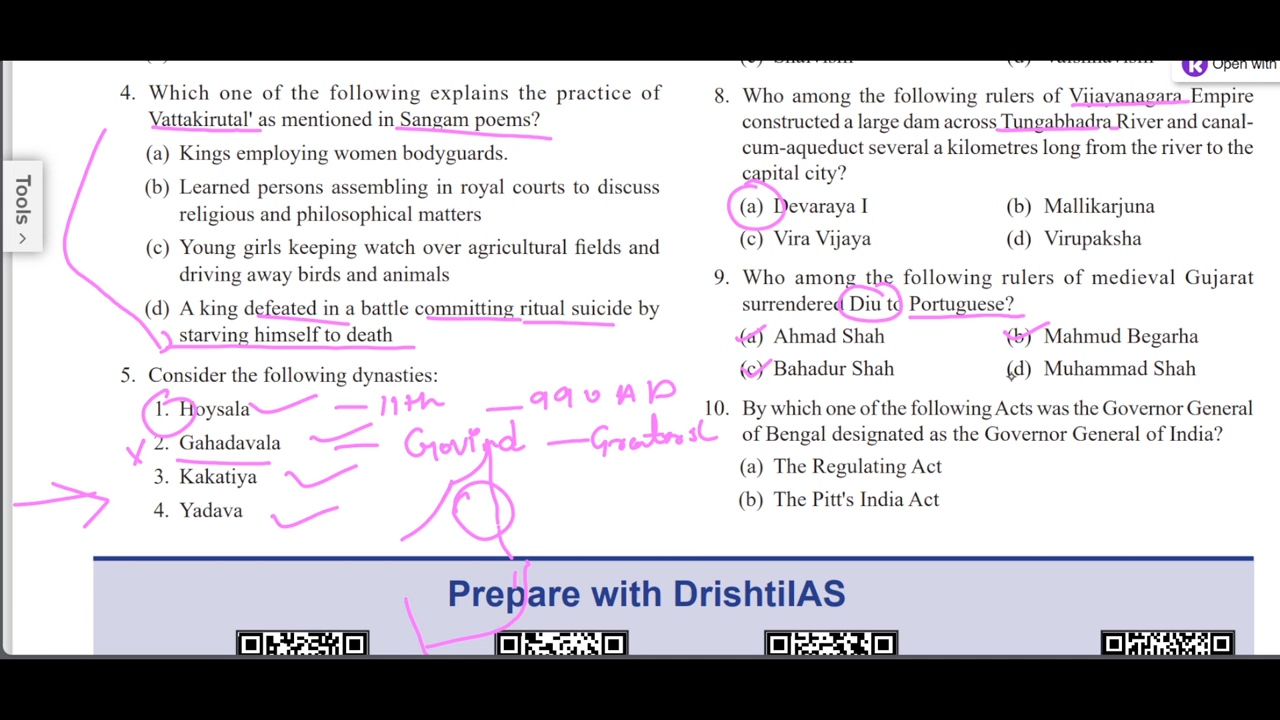 4. Which one of the following explains the practice of
Vattakirutal' as mentioned in Sangam poems?
(a) Kings employing women bodyguards.
(b) Learned persons assembling in royal courts to discuss
religious and philosophical matters
(c) Young girls keeping watch over agricultural fields and
driving away birds and animals
(d) A king defeated in a battle committing ritual suicide by
starving himself to death
5. Consider the following dynasties:
1. Hoysala — 11th — 990 AD
2. Gahadavala = Govind — Greatest
3. Kakatiya
4. Yadava
8. Who among the following rulers of Vijayanagara Empire
constructed a large dam across Tungabhadra River and canal-
cum-aqueduct several a kilometres long from the river to the
capital city?
(a) Devaraya I (b) Mallikarjuna
(c) Vira Vijaya (d) Virupaksha
9. Who among the following rulers of medieval Gujarat
surrendered Diu to Portuguese?
(a) Ahmad Shah (b) Mahmud Begarha
(c) Bahadur Shah (d) Muhammad Shah
10. By which one of the following Acts was the Governor General
of Bengal designated as the Governor General of India?
(a) The Regulating Act
(b) The Pitt's India Act
Prepare with DrishtiIAS
Tools
Open with